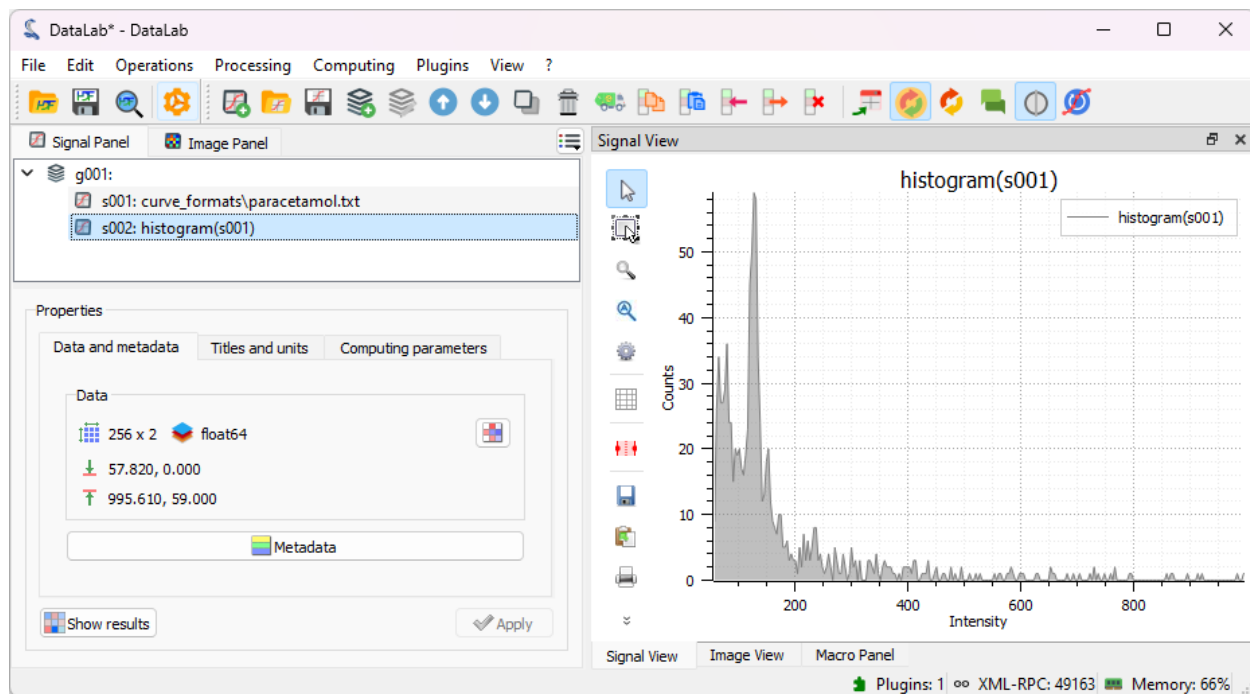 DataLab* - DataLab
File Edit Operations Processing Computing Plugins View ?
Signal Panel Image Panel
g001:
s001: curve_formats\paracetamol.txt
s002: histogram(s001)
Properties
Data and metadata Titles and units Computing parameters
Data
256 x 2 float64
57.820, 0.000
995.610, 59.000
Metadata
Show results Apply
Signal View
histogram(s001)
histogram(s001)
50
40
30
20
10
0
Counts
200 400 600 800
Intensity
Signal View Image View Macro Panel
Plugins: 1 XML-RPC: 49163 Memory: 66%